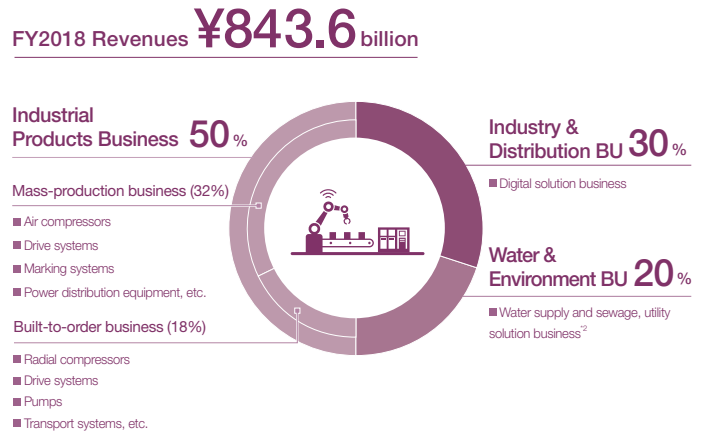 FY2018 Revenues ¥843.6 billion
Industrial
Products Business 50 %
Mass-production business (32%)
■ Air compressors
■ Drive systems
■ Marking systems
■ Power distribution equipment, etc.
Built-to-order business (18%)
■ Radial compressors
■ Drive systems
■ Pumps
■ Transport systems, etc.
Industry &
Distribution BU 30 %
■ Digital solution business
Water &
Environment BU 20 %
■ Water supply and sewage, utility
solution business*2